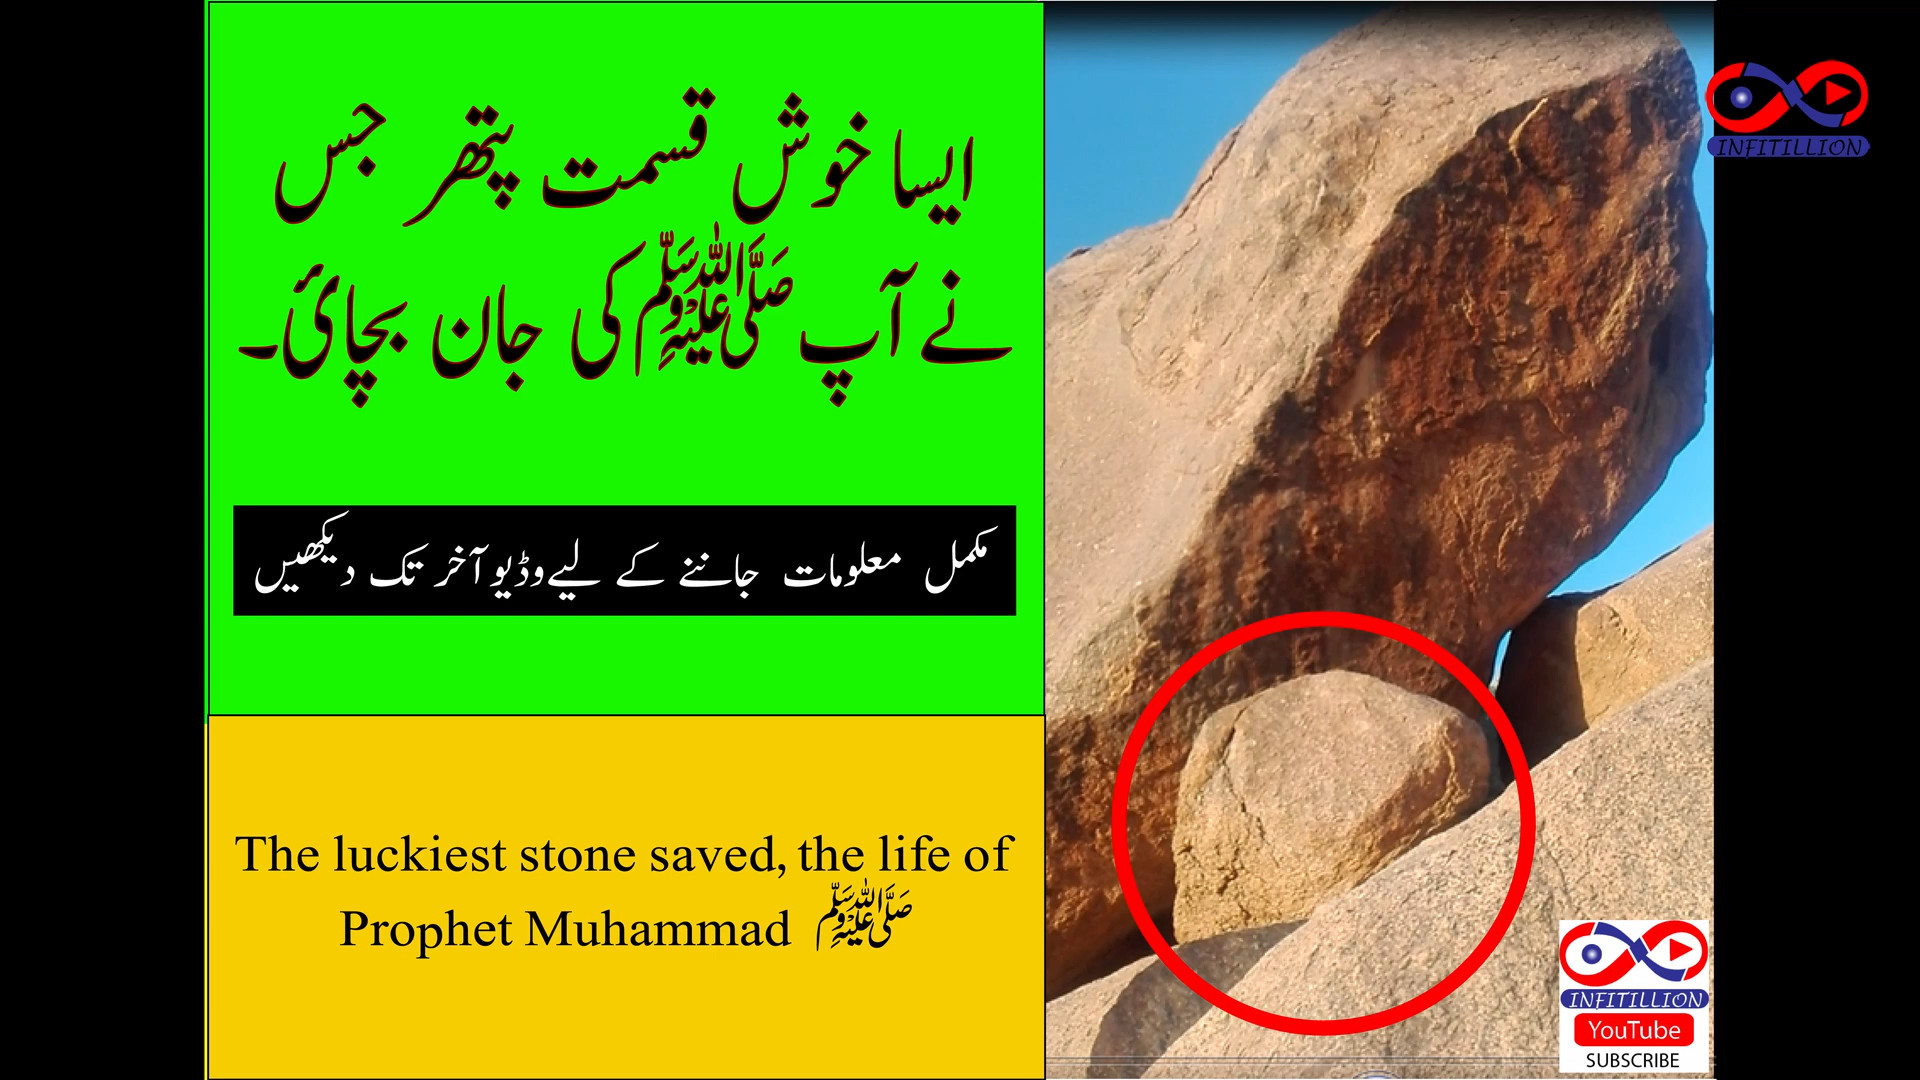 ایسا خوش قسمت پتھر جس
نے آپ ﷺ کی جان بچائ۔
مکمل معلومات جاننے کے لیے وڈیو آخر تک دیکھیں
The luckiest stone saved, the life of
Prophet Muhammad ﷺ
INFITILLION
INFITILLION
YouTube
SUBSCRIBE